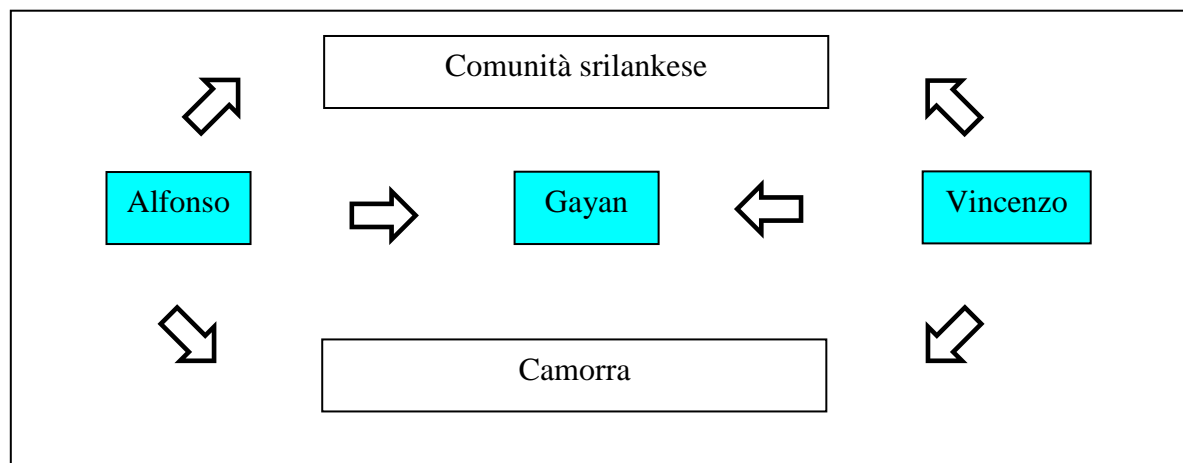 Comunità srilankese
Alfonso
Gayan
Vincenzo
Camorra